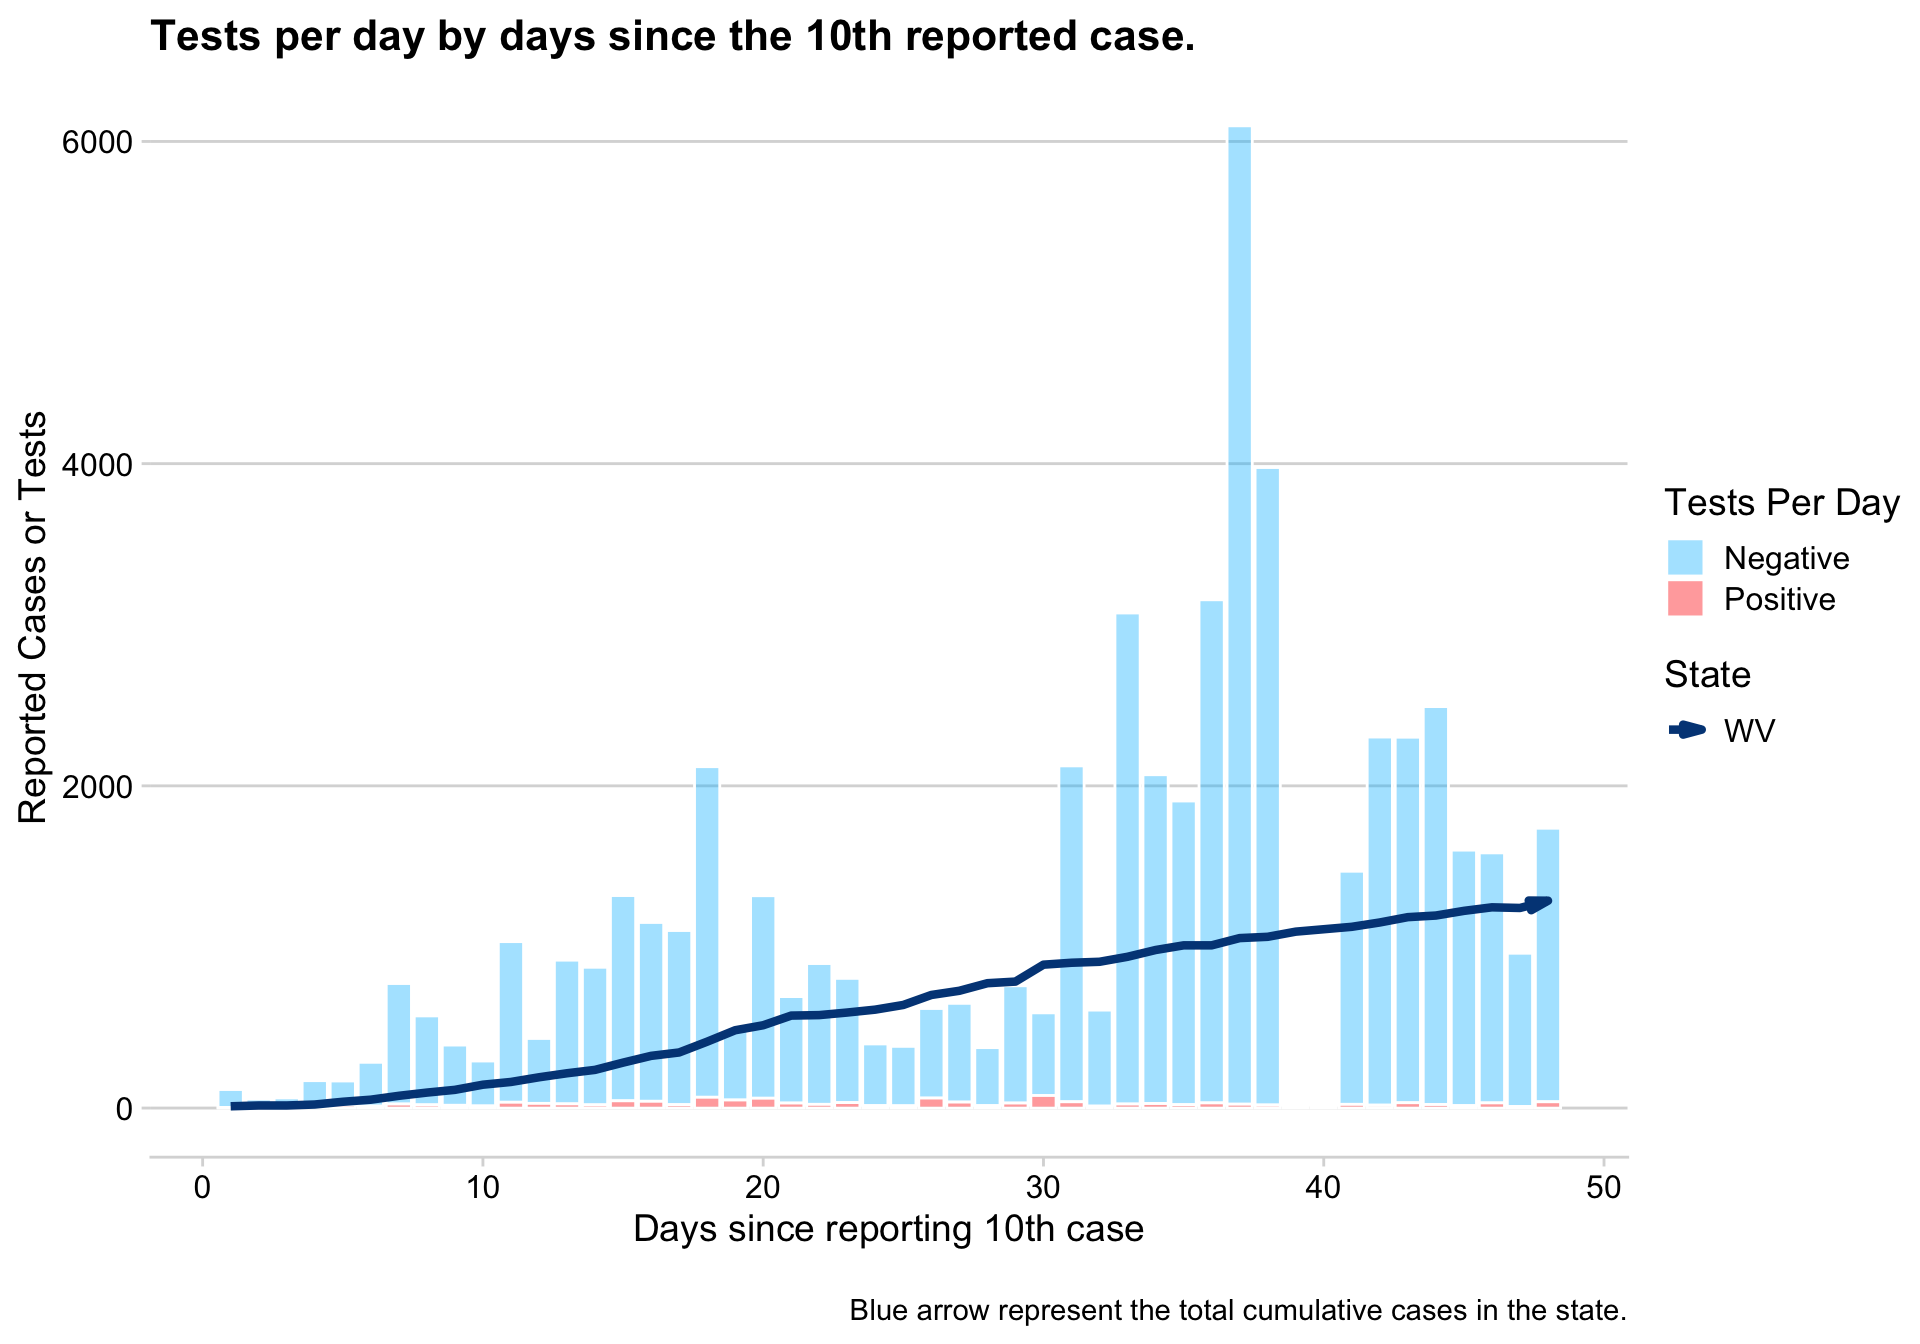 Tests per day by days since the 10th reported case.
6000
4000
2000
0
Reported Cases or Tests
0 10 20 30 40 50
Days since reporting 10th case
Tests Per Day
Negative
Positive
State
WV
Blue arrow represent the total cumulative cases in the state.